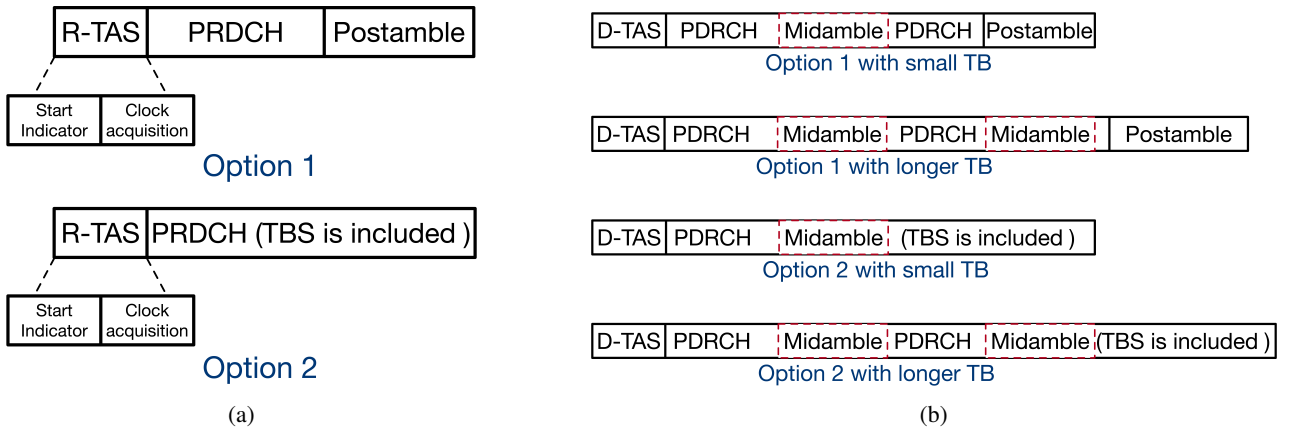 R-TAS PRDCH Postamble
Start Indicator
Clock acquisition
Option 1
R-TAS PRDCH (TBS is included )
Start Indicator
Clock acquisition
Option 2
(a)
D-TAS PDRCH Midamble PDRCH Postamble
Option 1 with small TB
D-TAS PDRCH Midamble PDRCH Midamble Postamble
Option 1 with longer TB
D-TAS PDRCH Midamble (TBS is included )
Option 2 with small TB
D-TAS PDRCH Midamble PDRCH Midamble (TBS is included )
Option 2 with longer TB
(b)